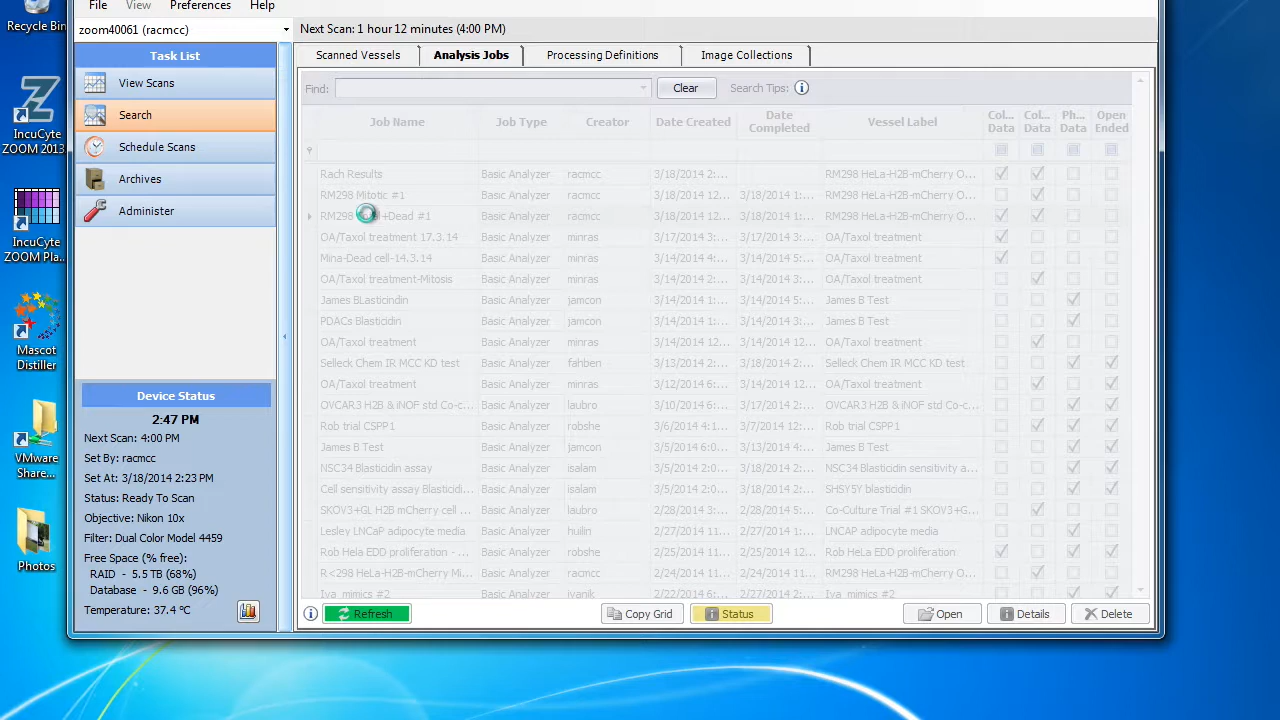 File View Preferences Help
Recycle Bin
zoom40061 (racmcc) Next Scan: 1 hour 12 minutes (4:00 PM)
Task List
Scanned Vessels Analysis Jobs Processing Definitions Image Collections
View Scans
Search
Schedule Scans
Archives
Administer
Find: Clear Search Tips:
Job Name Job Type Creator Date Created Date Completed Vessel Label Col... Data Col... Data Ph... Data Open Ended
Rach Results Basic Analyzer racmcc 3/18/2014 2:... RM298 HeLa-H2B-mCherry O...
RM298 Mitotic #1 Basic Analyzer racmcc 3/18/2014 12... 3/18/2014 1:... RM298 HeLa-H2B-mCherry O...
RM298 +Dead #1 Basic Analyzer racmcc 3/18/2014 12... 3/18/2014 1:... RM298 HeLa-H2B-mCherry O...
OA/Taxol treatment 17.3.14 Basic Analyzer minras 3/17/2014 3:... 3/17/2014 3:... OA/Taxol treatment
Mina-Dead cell-14.3.14 Basic Analyzer minras 3/14/2014 4:... 3/14/2014 5:... OA/Taxol treatment
OA/Taxol treatment-Mitosis Basic Analyzer minras 3/14/2014 2:... 3/14/2014 3:... OA/Taxol treatment
James BLasticindin Basic Analyzer jamcon 3/14/2014 1:... 3/14/2014 5:... James B Test
PDACs Blasticidin Basic Analyzer jamcon 3/14/2014 1:... 3/14/2014 3:... James B Test
OA/Taxol treatment Basic Analyzer minras 3/14/2014 12... 3/14/2014 1:... OA/Taxol treatment
Selleck Chem IR MCC KD test Basic Analyzer fahben 3/13/2014 2:... 3/18/2014 2:... Selleck Chem IR MCC KD test
OA/Taxol treatment Basic Analyzer minras 3/12/2014 6:... 3/14/2014 12... OA/Taxol treatment
OVCAR3 H2B & iNOF std Co-c... Basic Analyzer laubro 3/10/2014 6:... 3/17/2014 2:... OVCAR3 H2B & iNOF std Co-c...
Rob trial CSPP1 Basic Analyzer robshe 3/6/2014 4:1... 3/7/2014 12:... Rob trial CSPP1
James B Test Basic Analyzer jamcon 3/5/2014 6:0... 3/13/2014 4:... James B Test
NSC34 Blasticidin assay Basic Analyzer isalam 3/5/2014 2:0... 3/18/2014 2:... NSC34 Blasticidin sensitivity a...
Cell sensitivity assay Blasticidi... Basic Analyzer isalam 3/5/2014 2:0... 3/18/2014 2:... SHSY5Y blasticidin
SKOV3+GL H2B mCherry cell ... Basic Analyzer laubro 2/28/2014 3:... 3/5/2014 2:3... Co-Culture Trial #1 SKOV3+G...
Lesley LNCaP adipocyte media Basic Analyzer huilin 2/27/2014 1:... 2/27/2014 1:... LNCAP adipocyte media
Rob Hela EDD proliferation - ... Basic Analyzer robshe 2/25/2014 11... 2/25/2014 12... Rob HeLa EDD proliferation
R<298 HeLa-H2B-mCherry Mi... Basic Analyzer racmcc 2/24/2014 11... 2/24/2014 11... RM298 HeLa-H2B-mCherry O...
Iva mimics #2 Basic Analyzer ivanik 2/22/2014 6:... 3/3/2014 11:... Iva mimics #2
Refresh Copy Grid Status Open Details Delete
Device Status
2:47 PM
Next Scan: 4:00 PM
Set By: racmcc
Set At: 3/18/2014 2:23 PM
Status: Ready To Scan
Objective: Nikon 10x
Filter: Dual Color Model 4459
Free Space (% free):
RAID - 5.5 TB (68%)
Database - 9.6 GB (96%)
Temperature: 37.4 °C
IncuCyte
ZOOM 2013
IncuCyte
ZOOM Pla...
Mascot
Distiller
VMware
Share...
Photos